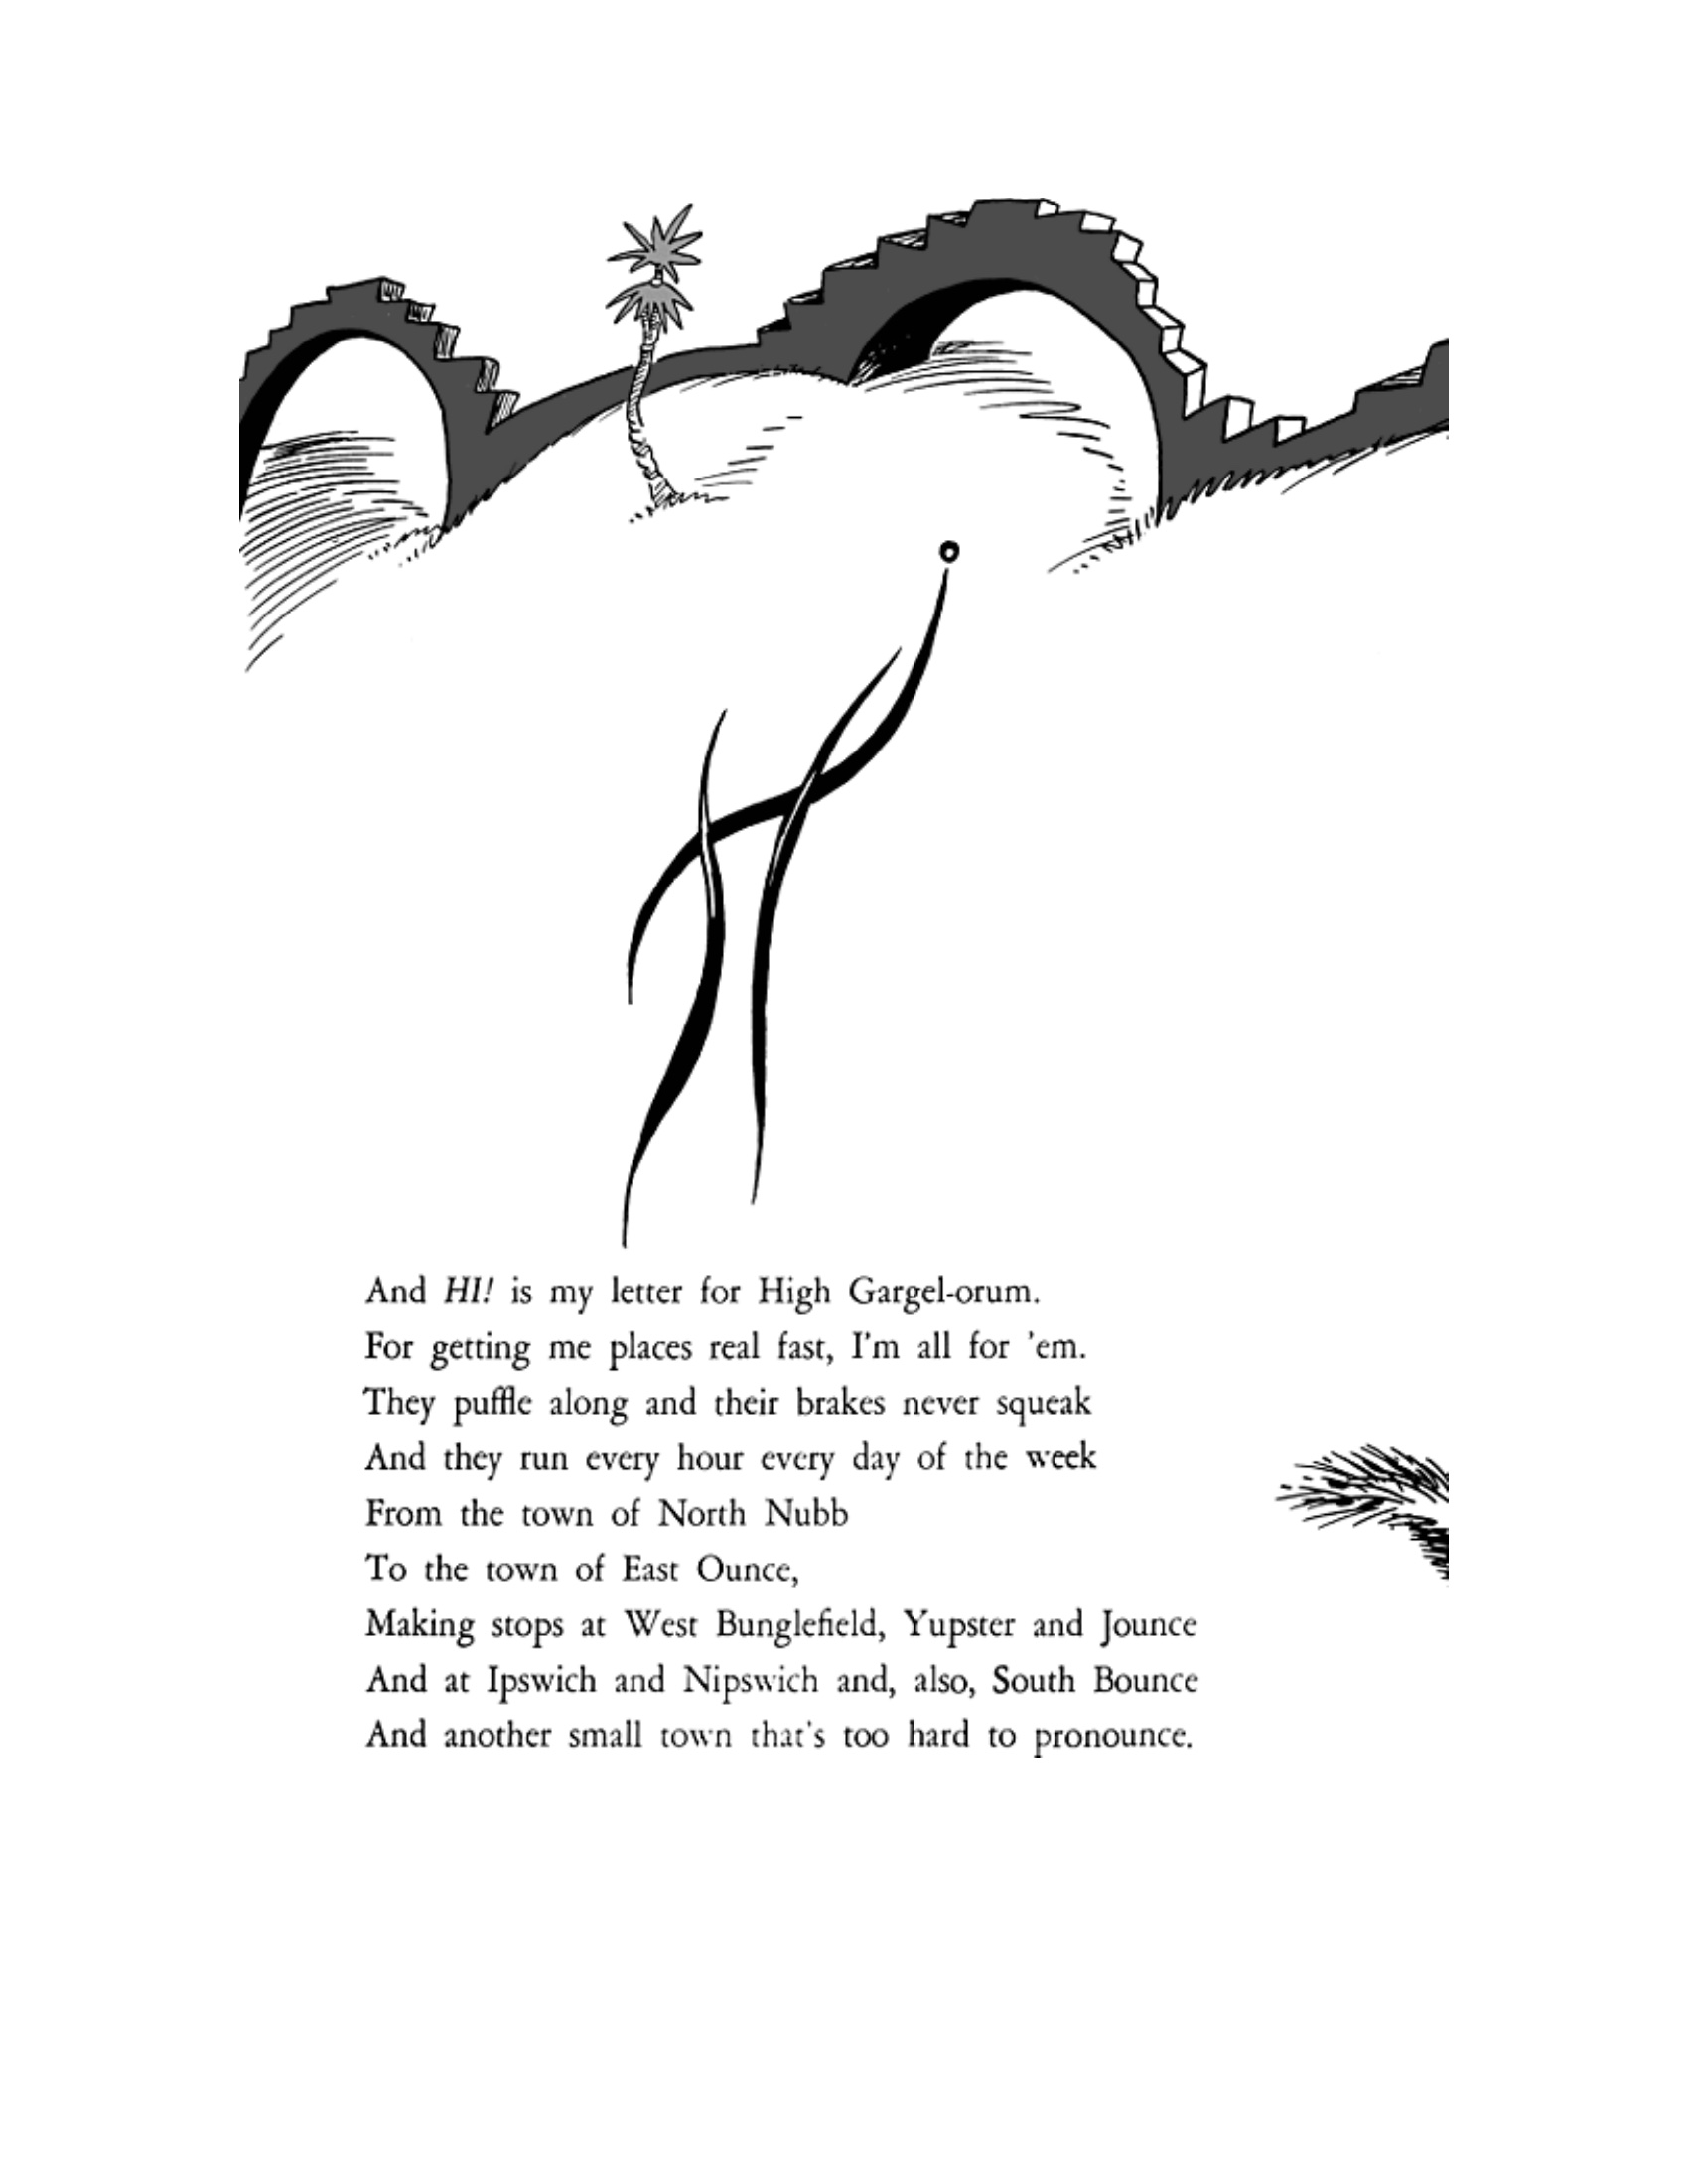 And HI! is my letter for High Gargel-orum.
For getting me places real fast, I'm all for 'em.
They puffle along and their brakes never squeak
And they run every hour every day of the week
From the town of North Nubb
To the town of East Ounce,
Making stops at West Bunglefield, Yupster and Jounce
And at Ipswich and Nipswich and, also, South Bounce
And another small town that's too hard to pronounce.